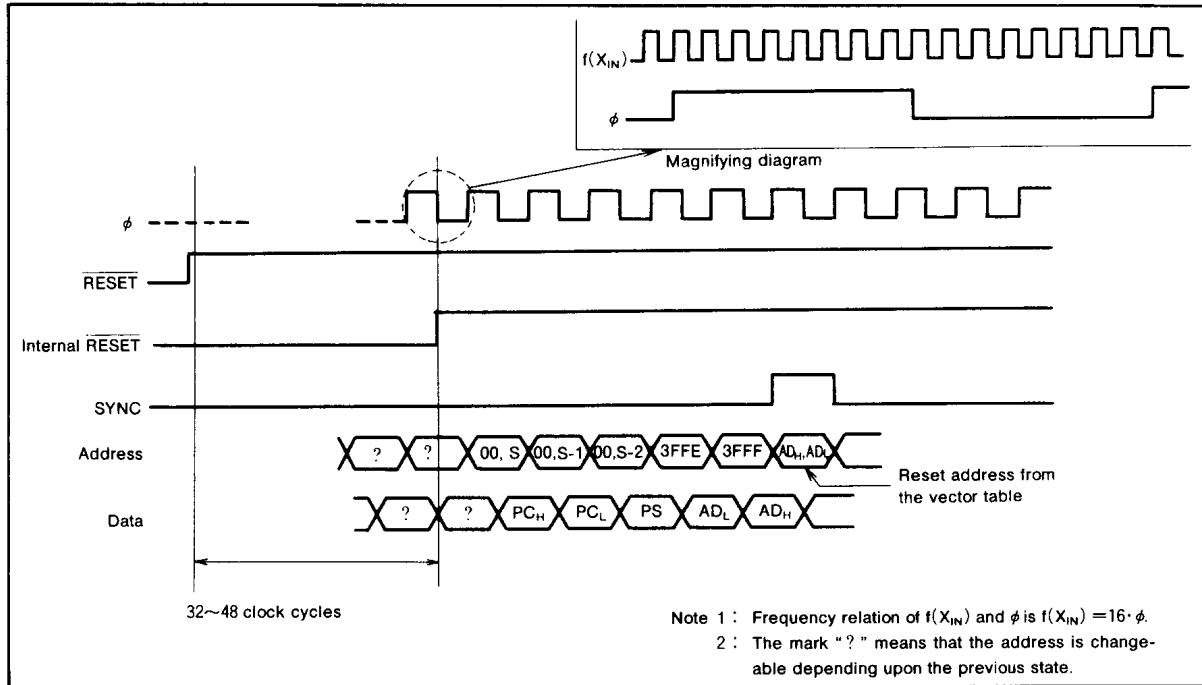 f(XIN)
φ
Magnifying diagram
φ
RESET
Internal RESET
SYNC
Address
? ? 00, S 00,S-1 00,S-2 3FFE 3FFF ADH,ADL
Reset address from
the vector table
Data
? ? PCH PCL PS ADL ADH
32~48 clock cycles
Note 1 : Frequency relation of f(XIN) and φ is f(XIN) =16·φ.
2 : The mark "?" means that the address is change-
able depending upon the previous state.